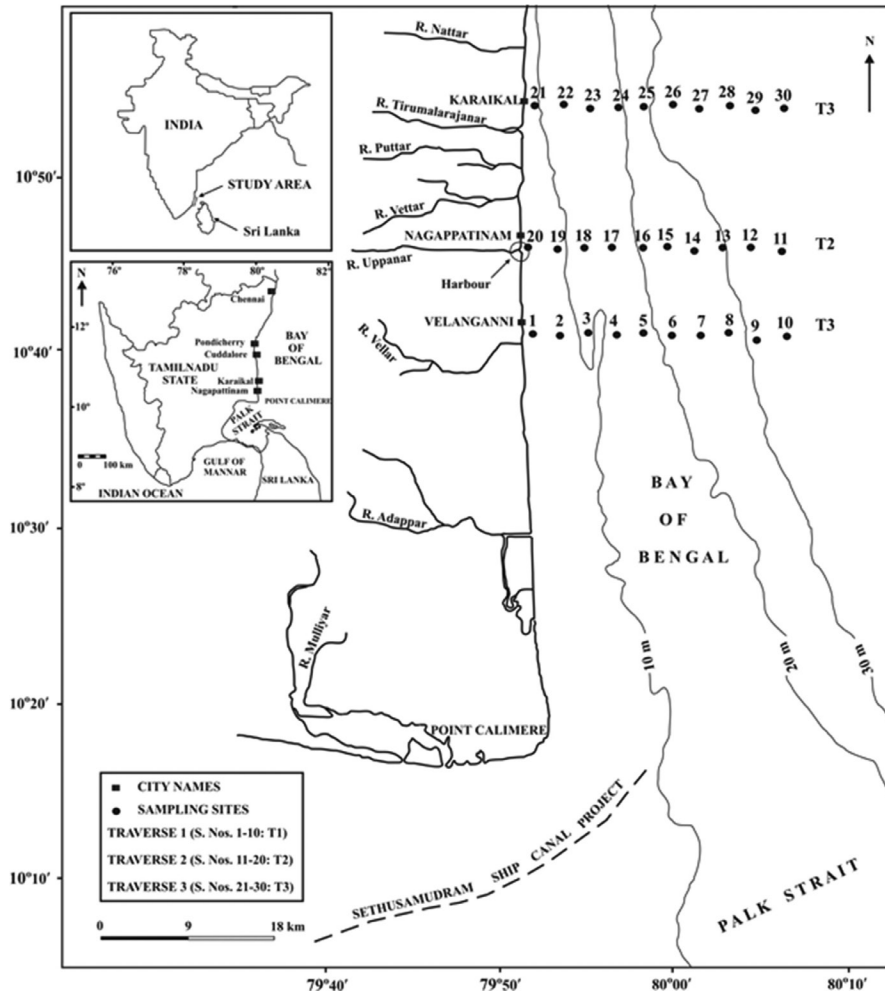 INDIA
STUDY AREA
Sri Lanka
76°
78°
80°
82°
N
12°
10°
8°
Chennai
Pondicherry
Cuddalore
BAY
OF
BENGAL
TAMILNADU
STATE
Karaikal
Nagapattinam
POINT CALIMERE
PALK
STRAIT
GULF OF
MANNAR
SRI LANKA
INDIAN OCEAN
0 100 km
R. Nattar
N
KARAIKAL
21 22 23 24 25 26 27 28 29 30
T3
R. Tirumalarajanar
R. Puttar
10°50'
R. Vettar
NAGAPPATINAM
20 19 18 17 16 15 14 13 12 11
T2
R. Uppanar
Harbour
VELANGANNI
1 2 3 4 5 6 7 8 9 10
T3
R. Vellar
10°40'
BAY
OF
BENGAL
R. Adappar
10°30'
R. Mulliyar
10 m
20 m
30 m
10°20'
POINT CALIMERE
SETHUSAMUDRAM SHIP CANAL PROJECT
PALK STRAIT
10°10'
CITY NAMES
SAMPLING SITES
TRAVERSE 1 (S. Nos. 1-10: T1)
TRAVERSE 2 (S. Nos. 11-20: T2)
TRAVERSE 3 (S. Nos. 21-30: T3)
0 9 18 km
79°40'
79°50'
80°00'
80°10'